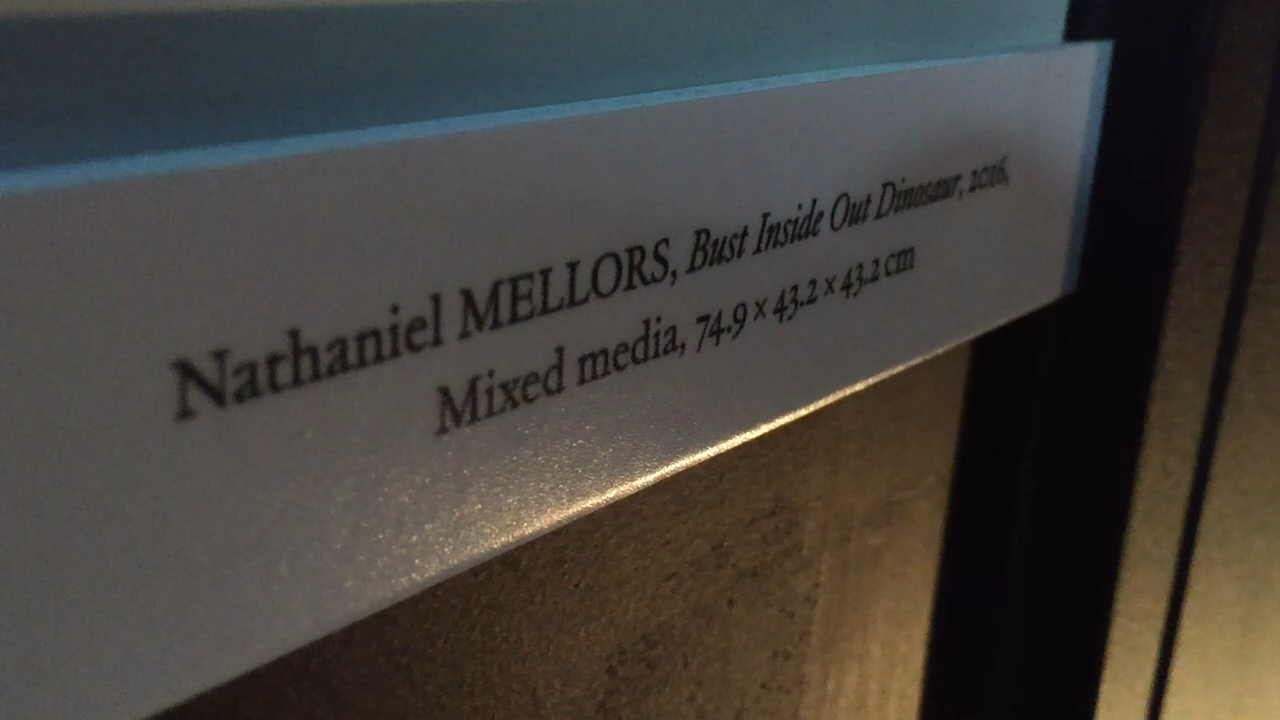 Nathaniel MELLORS, Bust Inside Out Dinosaur, 2016,
Mixed media, 74.9 × 43.2 × 43.2 cm